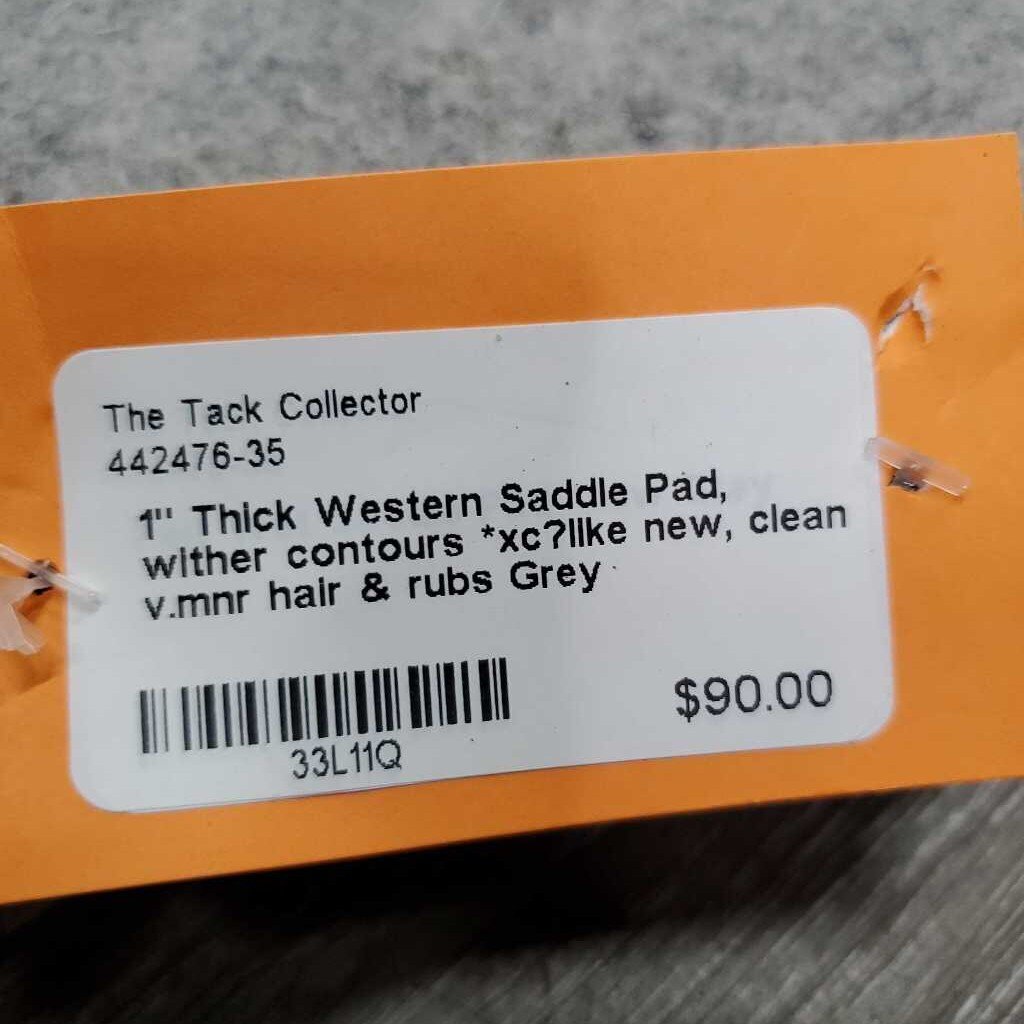 The Tack Collector
442476-35
1" Thick Western Saddle Pad,
wither contours *xc?like new, clean
v.mnr hair & rubs Grey
$90.00
33L11Q